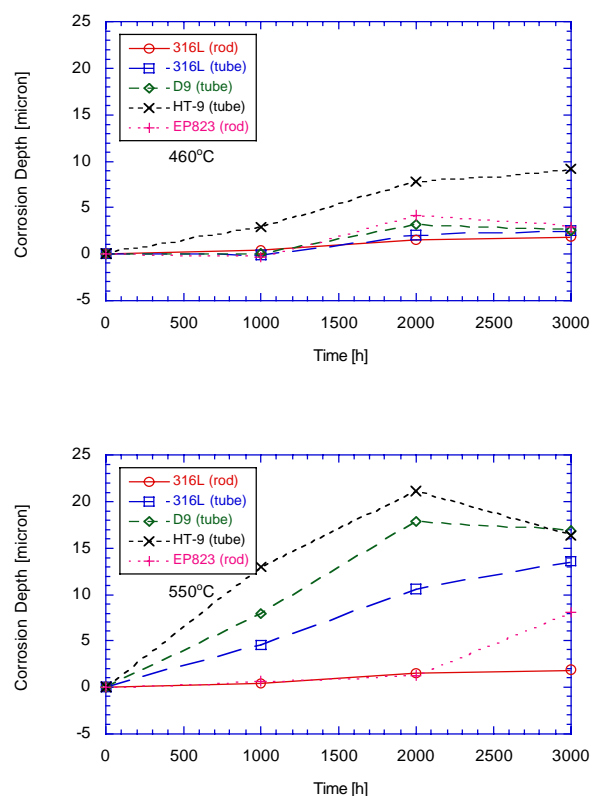 25
20
15
10
5
0
-5
Corrosion Depth [micron]
316L (rod)
316L (tube)
D9 (tube)
HT-9 (tube)
EP823 (rod)
460°C
0 500 1000 1500 2000 2500 3000
Time [h]
25
20
15
10
5
0
-5
Corrosion Depth [micron]
316L (rod)
316L (tube)
D9 (tube)
HT-9 (tube)
EP823 (rod)
550°C
0 500 1000 1500 2000 2500 3000
Time [h]